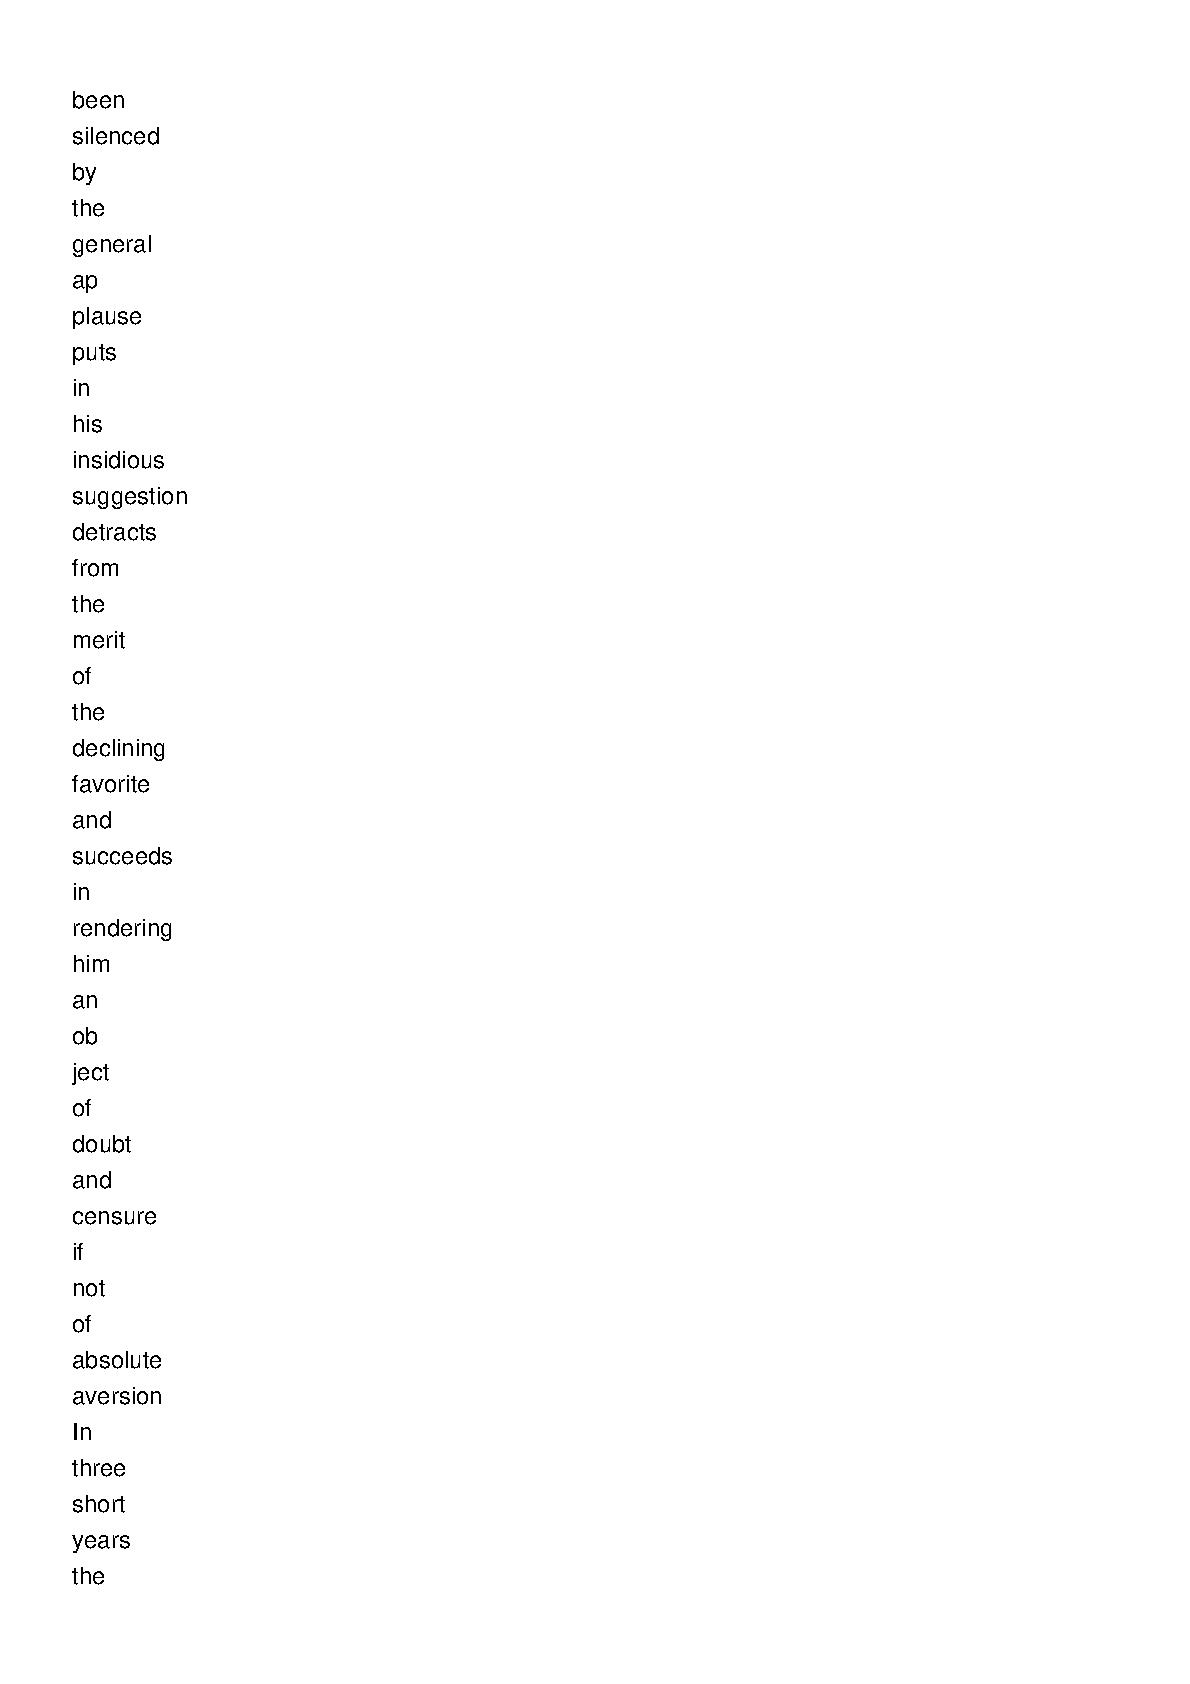 been
silenced
by
the
general
ap
plause
puts
in
his
insidious
suggestion
detracts
from
the
merit
of
the
declining
favorite
and
succeeds
in
rendering
him
an
ob
ject
of
doubt
and
censure
if
not
of
absolute
aversion
In
three
short
years
the